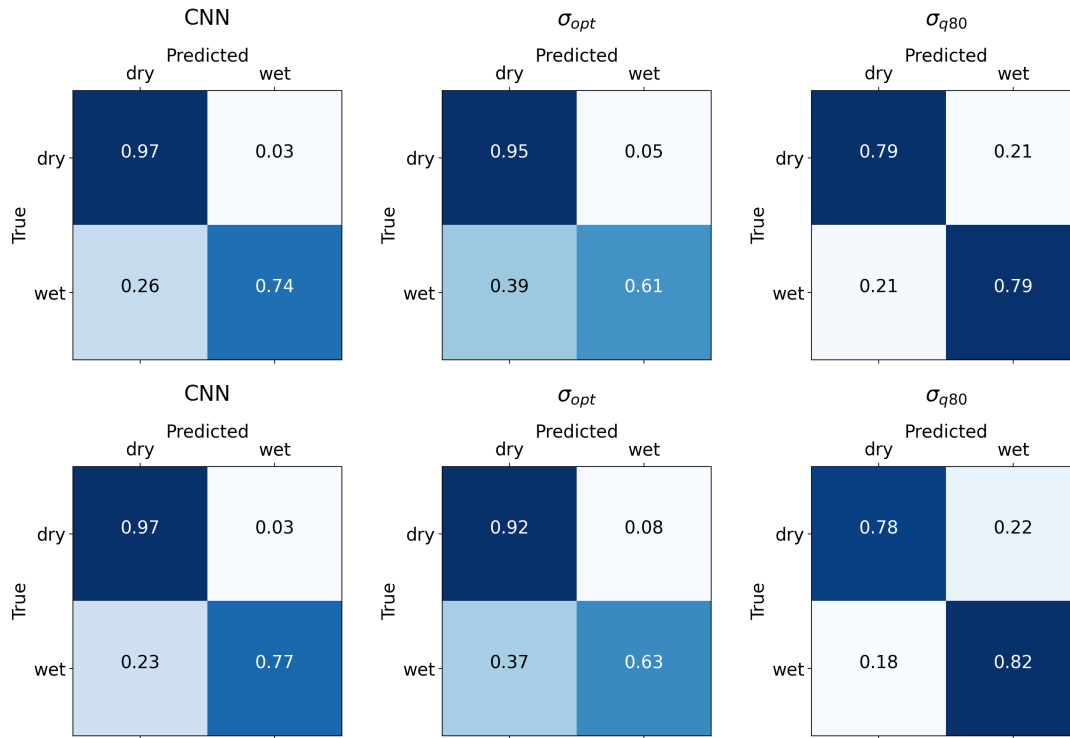 CNN σ_opt σ_q80
Predicted Predicted Predicted
dry wet dry wet dry wet
dry 0.97 0.03 dry 0.95 0.05 dry 0.79 0.21
True True True
wet 0.26 0.74 wet 0.39 0.61 wet 0.21 0.79
CNN σ_opt σ_q80
Predicted Predicted Predicted
dry wet dry wet dry wet
dry 0.97 0.03 dry 0.92 0.08 dry 0.78 0.22
True True True
wet 0.23 0.77 wet 0.37 0.63 wet 0.18 0.82